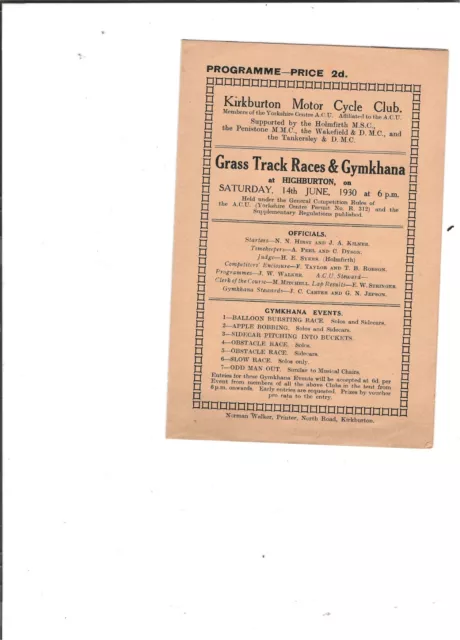 PROGRAMME—PRICE 2d.
Kirkburton Motor Cycle Club.
Members of the Yorkshire Centre A.C.U. Affiliated to the A.C.U.
Supported by the Holmfirth M.S.C.,
the Penistone M.M.C., the Wakefield & D.M.C., and
the Tankersley & D.M.C.
Grass Track Races & Gymkhana
at HIGHBURTON, on
SATURDAY, 14th JUNE, 1930 at 6 p.m.
Held under the General Competition Rules of
the A.C.U. (Yorkshire Centre Permit No. R. 312) and the
Supplementary Regulations published.
OFFICIALS.
Starters—N. N. and J. A.
Timekeepers—A. and C. Dyson.
Judge—H. E. (Holmfirth)
Competitors' Enclosure—F. Taylor and T. B. Robson.
Programmes—J. W. Walker. A.C.U. Steward—
Clerk of the Course—M. Mitchell. Lap Results—E. W. Stringer
Gymkhana Stewards—J. C. Carter and G. N. Jepson.
GYMKHANA EVENTS.
1—BALLOON BURSTING RACE. Solos and Sidecars.
2—APPLE BOBBING. Solos and Sidecars.
3—SIDECAR PITCHING INTO BUCKETS.
4—OBSTACLE RACE. Solos.
5—OBSTACLE RACE. Sidecars.
6—SLOW RACE. Solos only.
7—ODD MAN OUT. Similar to Musical Chairs.
Entries for these Gymkhana Events will be accepted at 6d per
Event from members of all the above Clubs in the tent from
p.m. onwards. Early entries are requested. Prizes by voucher
pro rata to the entry.
Norman Walker, Printer, North Road, Kirkburton.